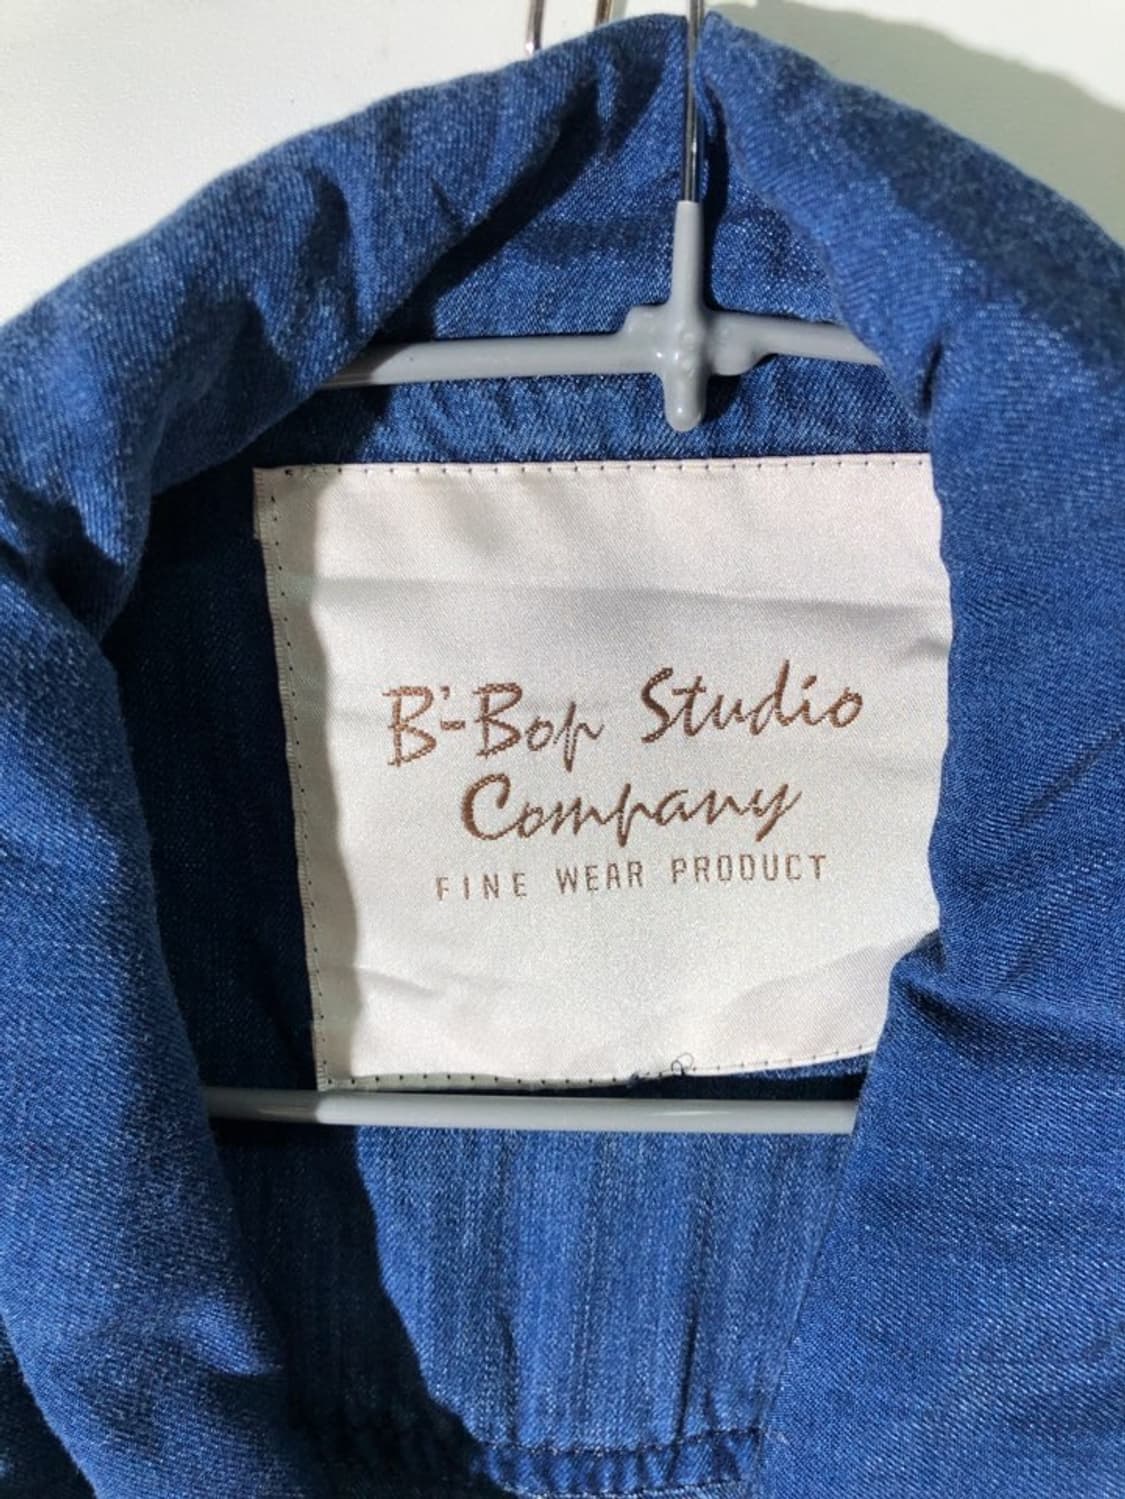 B'-Bop Studio
Company
FINE WEAR PRODUCT